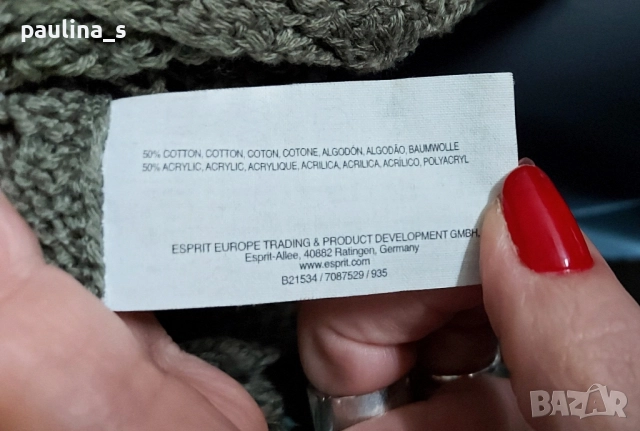 paulina_s
50% COTTON, COTTON, COTON, COTONE, ALGODÓN, ALGODÃO, BAUMWOLLE
50% ACRYLIC, ACRYLIC, ACRYLIQUE, ACRILICA, ACRILICA, ACRÍLICO, POLYACRYL
ESPRIT EUROPE TRADING & PRODUCT DEVELOPMENT GMBH,
Esprit-Allee, 40882 Ratingen, Germany
www.esprit.com
B21534 / 7087529 / 935
BAZAR